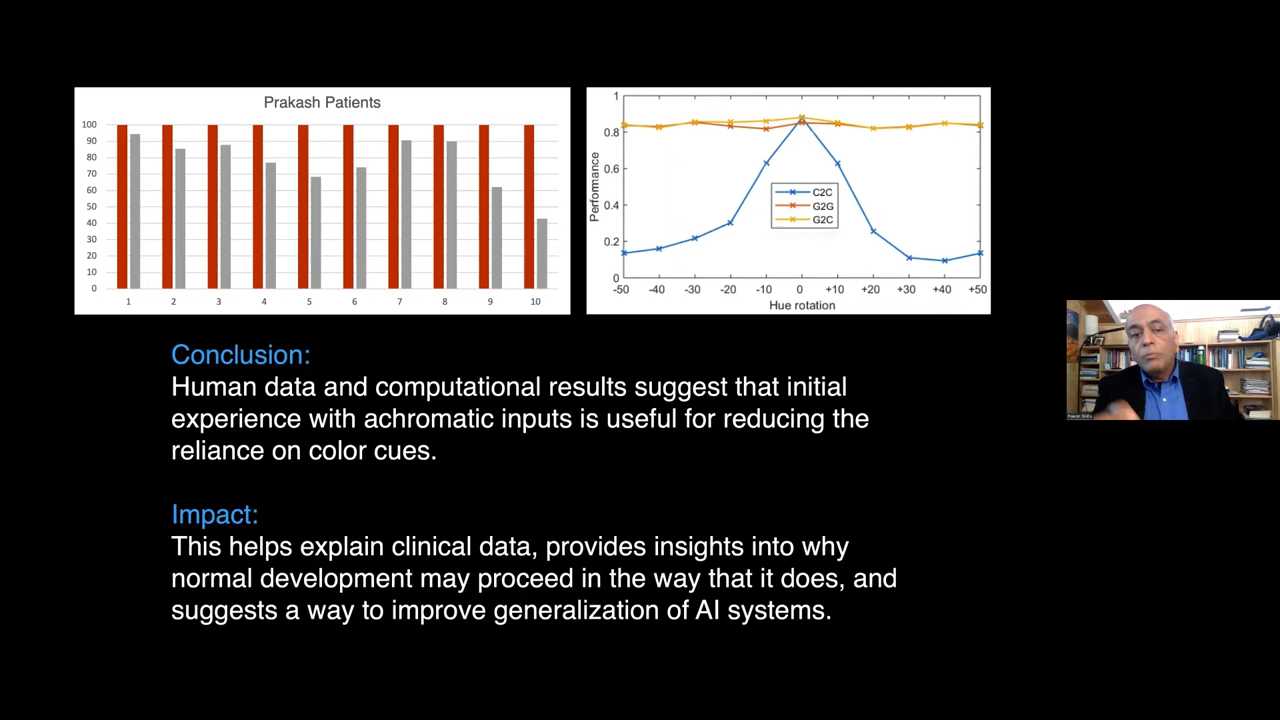 Prakash Patients
100
90
80
70
60
50
40
30
20
10
0
1 2 3 4 5 6 7 8 9 10
1
0.8
0.6
0.4
0.2
0
Performance
C2C
G2G
G2C
-50 -40 -30 -20 -10 0 +10 +20 +30 +40 +50
Hue rotation
Conclusion:
Human data and computational results suggest that initial
experience with achromatic inputs is useful for reducing the
reliance on color cues.
Impact:
This helps explain clinical data, provides insights into why
normal development may proceed in the way that it does, and
suggests a way to improve generalization of AI systems.